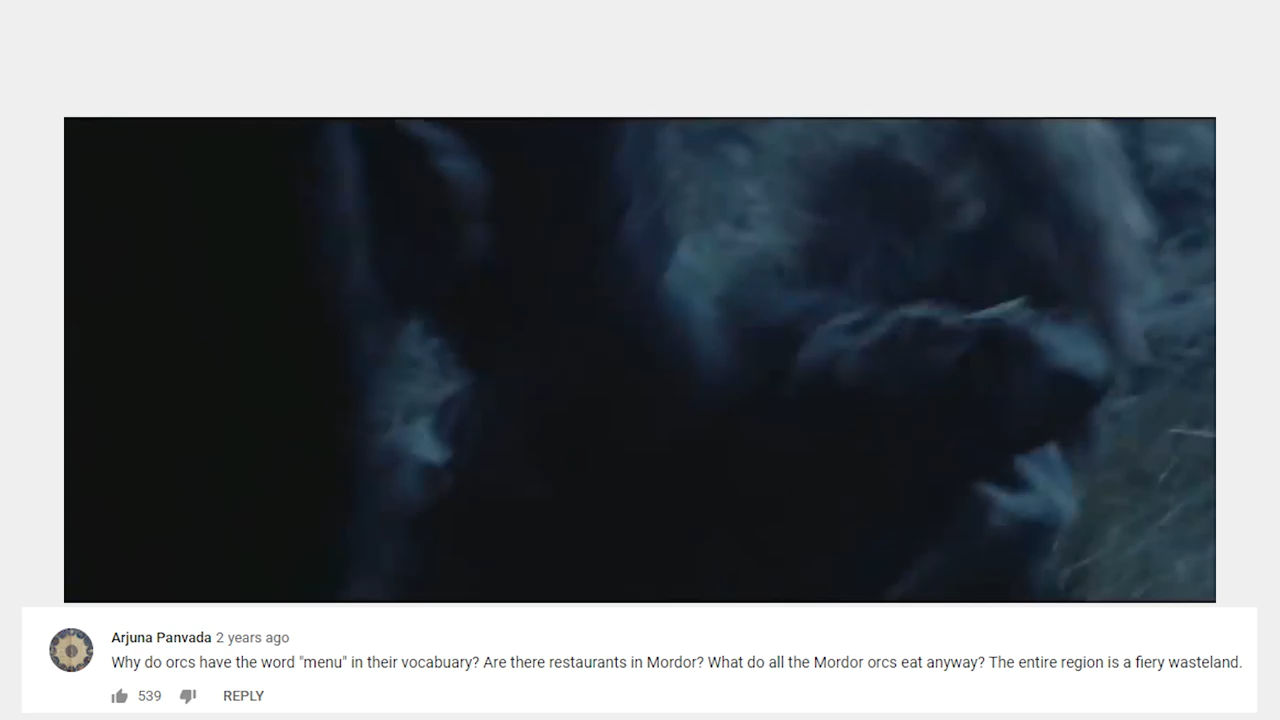 Arjuna Panvada 2 years ago
Why do orcs have the word "menu" in their vocabuary? Are there restaurants in Mordor? What do all the Mordor orcs eat anyway? The entire region is a fiery wasteland.
539 REPLY